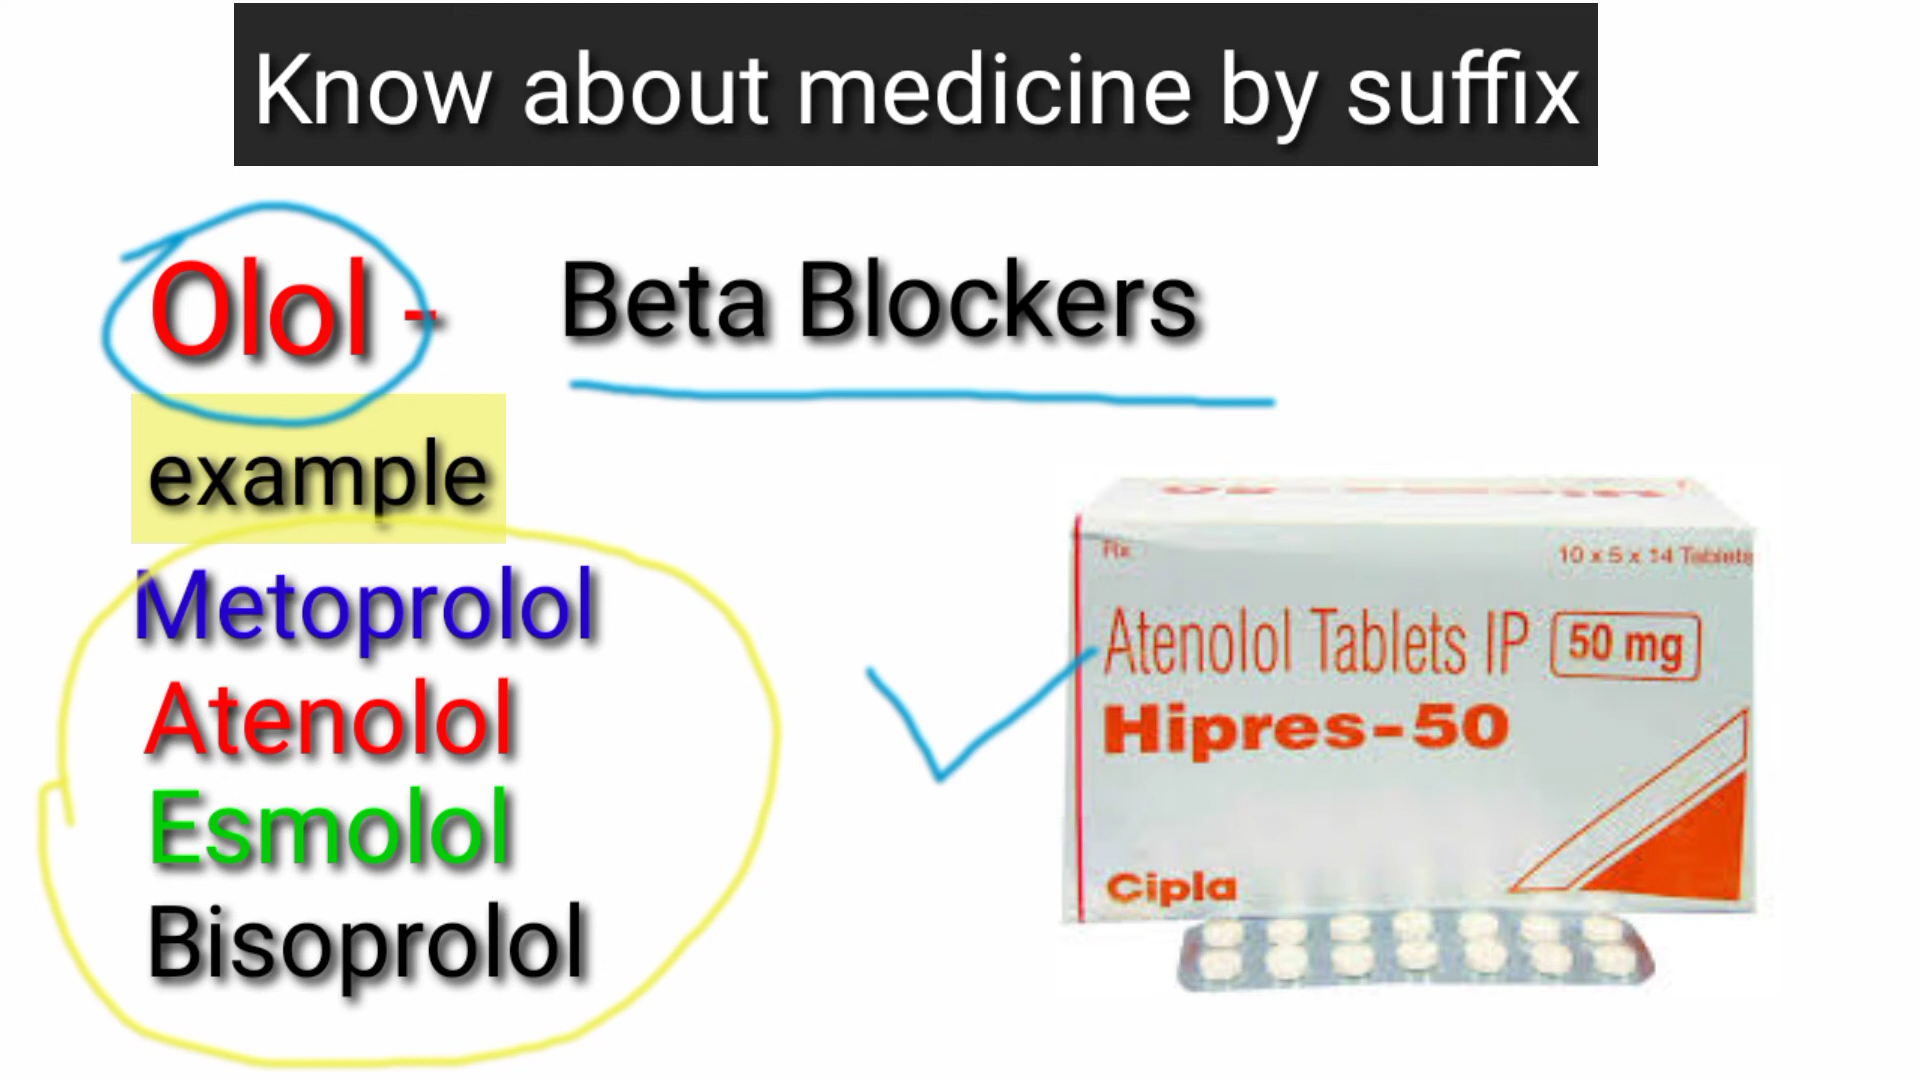 Know about medicine by suffix
Olol - Beta Blockers
example
Metoprolol
Atenolol
Esmolol
Bisoprolol
Rx
10 x 5 x 14 Tablets
Atenolol Tablets IP 50 mg
Hipres-50
Cipla